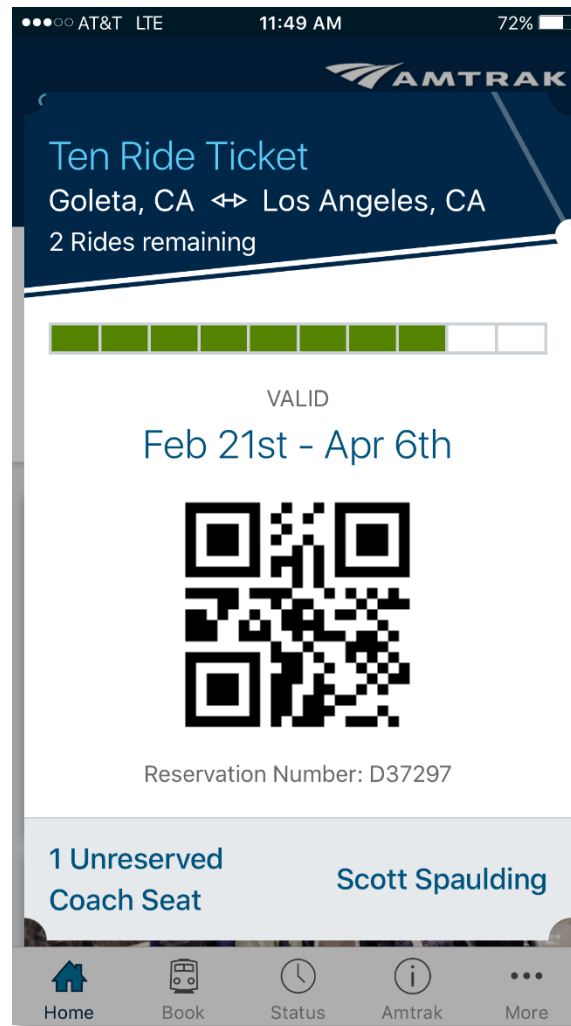 AT&T LTE 11:49 AM 72%
AMTRAK
Ten Ride Ticket
Goleta, CA ↔ Los Angeles, CA
2 Rides remaining
VALID
Feb 21st - Apr 6th
Reservation Number: D37297
1 Unreserved
Coach Seat
Scott Spaulding
Home Book Status Amtrak More